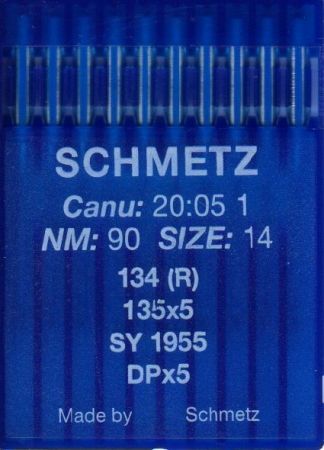 SCHMETZ
Canu: 20:05 1
NM: 90 SIZE: 14
134 (R)
135x5
SY 1955
DPx5
Made by Schmetz